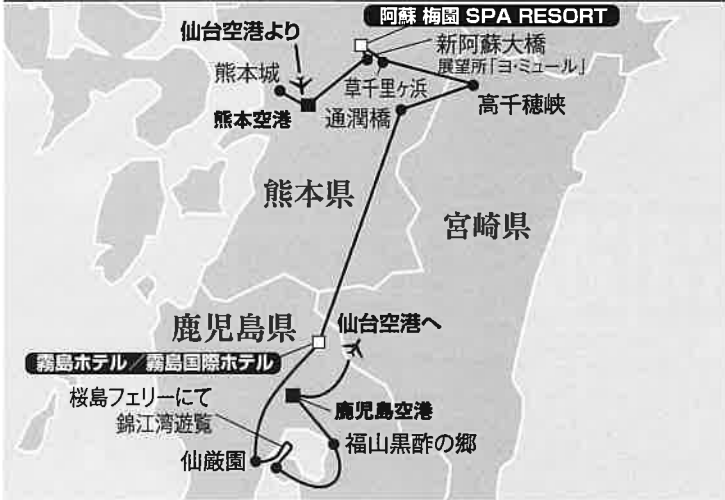 阿蘇 梅園 SPA RESORT
仙台空港より
新阿蘇大橋
展望所「ヨ・ミュール」
熊本城
草千里ヶ浜
高千穂峡
熊本空港
通潤橋
熊本県
宮崎県
鹿児島県
仙台空港へ
霧島ホテル／霧島国際ホテル
桜島フェリーにて
錦江湾遊覧
鹿児島空港
福山黒酢の郷
仙厳園